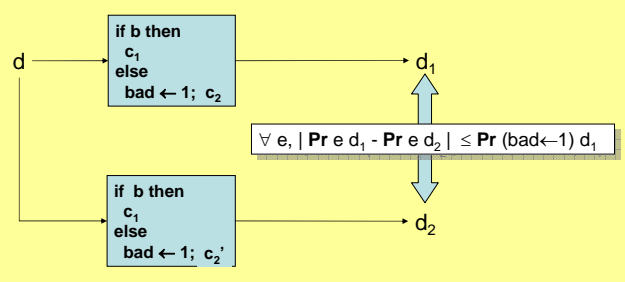 if b then
c₁
else
bad ← 1; c₂
d
d₁
∀ e, | Pr e d₁ - Pr e d₂ | ≤ Pr (bad←1) d₁
if b then
c₁
else
bad ← 1; c₂'
d₂